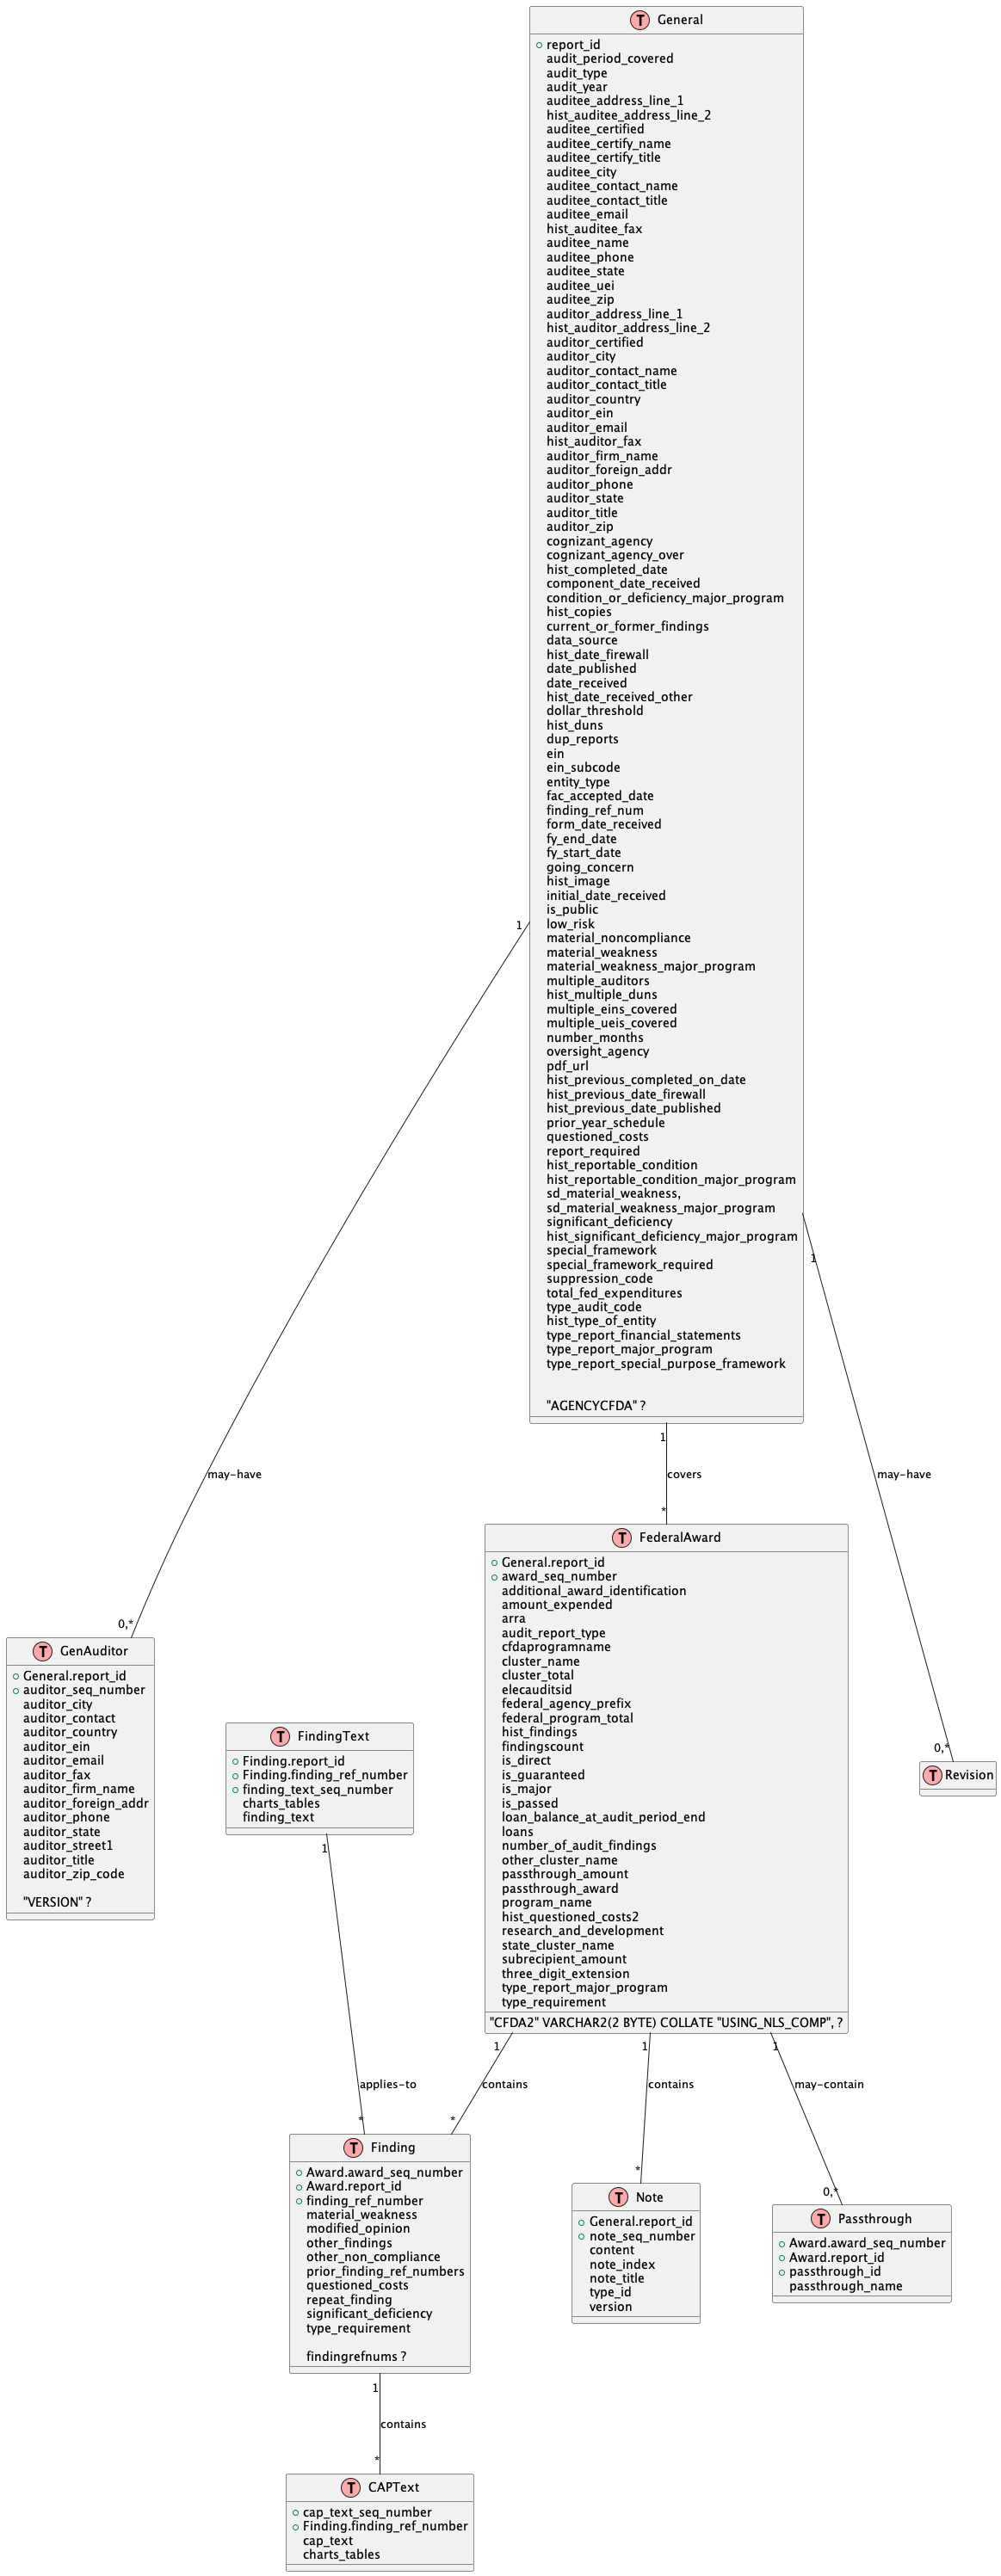 T General
report_id
audit_period_covered
audit_type
audit_year
auditee_address_line_1
hist_auditee_address_line_2
auditee_certified
auditee_certify_name
auditee_certify_title
auditee_city
auditee_contact_name
auditee_contact_title
auditee_email
hist_auditee_fax
auditee_name
auditee_phone
auditee_state
auditee_uei
auditee_zip
auditor_address_line_1
hist_auditor_address_line_2
auditor_certified
auditor_city
auditor_contact_name
auditor_contact_title
auditor_country
auditor_ein
auditor_email
hist_auditor_fax
auditor_firm_name
auditor_foreign_addr
auditor_phone
auditor_state
auditor_title
auditor_zip
cognizant_agency
cognizant_agency_over
hist_completed_date
component_date_received
condition_or_deficiency_major_program
hist_copies
current_or_former_findings
data_source
hist_date_firewall
date_published
date_received
hist_date_received_other
dollar_threshold
hist_duns
dup_reports
ein
ein_subcode
entity_type
fac_accepted_date
finding_ref_num
form_date_received
fy_end_date
fy_start_date
going_concern
hist_image
initial_date_received
is_public
low_risk
material_noncompliance
material_weakness
material_weakness_major_program
multiple_auditors
hist_multiple_duns
multiple_eins_covered
multiple_ueis_covered
number_months
oversight_agency
pdf_url
hist_previous_completed_on_date
hist_previous_date_firewall
hist_previous_date_published
prior_year_schedule
questioned_costs
report_required
hist_reportable_condition
hist_reportable_condition_major_program
sd_material_weakness,
sd_material_weakness_major_program
significant_deficiency
hist_significant_deficiency_major_program
special_framework
special_framework_required
suppression_code
total_fed_expenditures
type_audit_code
hist_type_of_entity
type_report_financial_statements
type_report_major_program
type_report_special_purpose_framework
"AGENCYCFDA" ?
1
1
1
may-have
covers
may-have
0,*
*
0,*
T GenAuditor
General.report_id
auditor_seq_number
auditor_city
auditor_contact
auditor_country
auditor_ein
auditor_email
auditor_fax
auditor_firm_name
auditor_foreign_addr
auditor_phone
auditor_state
auditor_street1
auditor_title
auditor_zip_code
"VERSION" ?
T FindingText
Finding.report_id
Finding.finding_ref_number
finding_text_seq_number
charts_tables
finding_text
T FederalAward
General.report_id
award_seq_number
additional_award_identification
amount_expended
arra
audit_report_type
cfdaprogramname
cluster_name
cluster_total
elecauditsid
federal_agency_prefix
federal_program_total
hist_findings
findingscount
is_direct
is_guaranteed
is_major
is_passed
loan_balance_at_audit_period_end
loans
number_of_audit_findings
other_cluster_name
passthrough_amount
passthrough_award
program_name
hist_questioned_costs2
research_and_development
state_cluster_name
subrecipient_amount
three_digit_extension
type_report_major_program
type_requirement
"CFDA2" VARCHAR2(2 BYTE) COLLATE "USING_NLS_COMP", ?
T Revision
1
1
1
1
applies-to
contains
contains
may-contain
*
*
*
0,*
T Finding
Award.award_seq_number
Award.report_id
finding_ref_number
material_weakness
modified_opinion
other_findings
other_non_compliance
prior_finding_ref_numbers
questioned_costs
repeat_finding
significant_deficiency
type_requirement
findingrefnums ?
T Note
General.report_id
note_seq_number
content
note_index
note_title
type_id
version
T Passthrough
Award.award_seq_number
Award.report_id
passthrough_id
passthrough_name
1
contains
*
T CAPText
cap_text_seq_number
Finding.finding_ref_number
cap_text
charts_tables